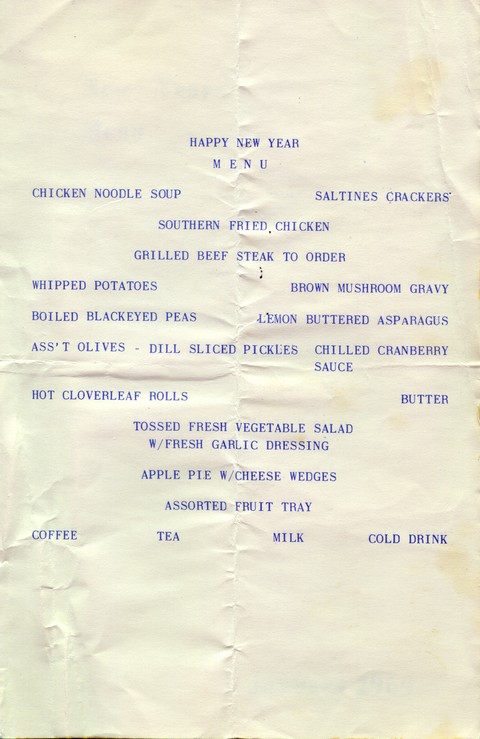 HAPPY NEW YEAR
M E N U
CHICKEN NOODLE SOUP SALTINES CRACKERS
SOUTHERN FRIED CHICKEN
GRILLED BEEF STEAK TO ORDER
WHIPPED POTATOES BROWN MUSHROOM GRAVY
BOILED BLACKEYED PEAS LEMON BUTTERED ASPARAGUS
ASS'T OLIVES - DILL SLICED PICKLES CHILLED CRANBERRY
SAUCE
HOT CLOVERLEAF ROLLS BUTTER
TOSSED FRESH VEGETABLE SALAD
W/FRESH GARLIC DRESSING
APPLE PIE W/CHEESE WEDGES
ASSORTED FRUIT TRAY
COFFEE TEA MILK COLD DRINK